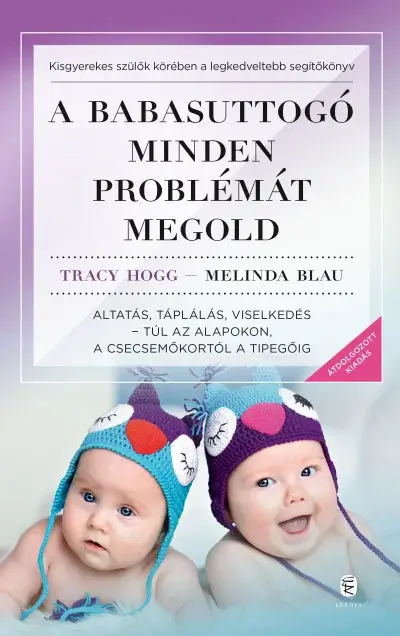 Kisgyerekes szülők körében a legkedveltebb segítőkönyv
A BABASUTTOGÓ
MINDEN
PROBLÉMÁT
MEGOLD
TRACY HOGG — MELINDA BLAU
ALTATÁS, TÁPLÁLÁS, VISELKEDÉS
– TÚL AZ ALAPOKON,
A CSECSEMŐKORTÓL A TIPEGŐIG
ÁTDOLGOZOTT
KIADÁS
EURÓPA